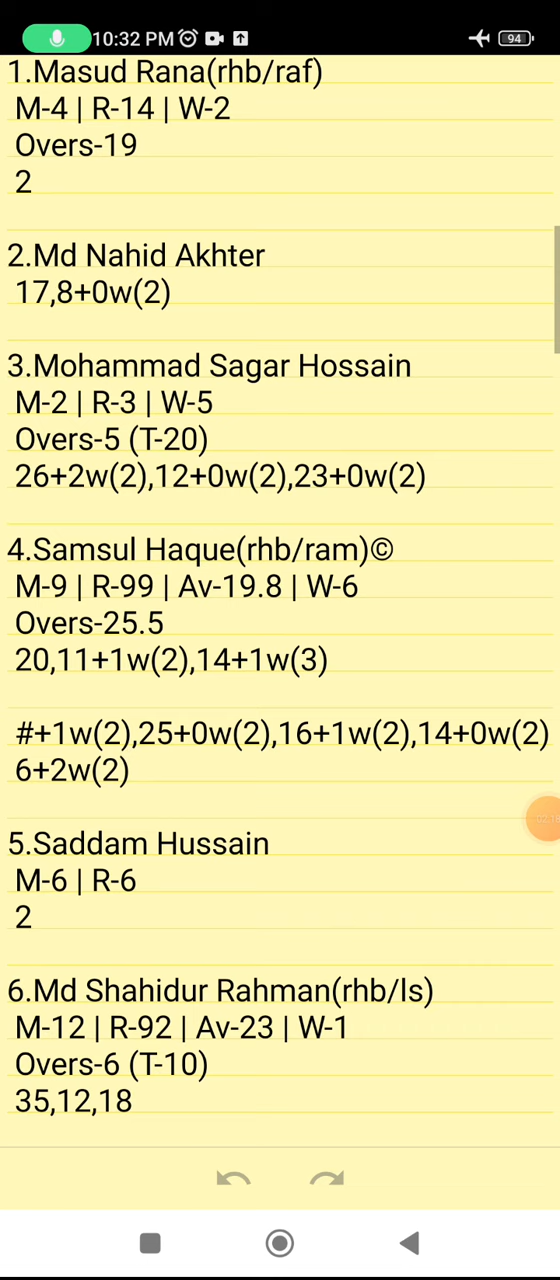 10:32 PM 94
1.Masud Rana(rhb/raf)
M-4 | R-14 | W-2
Overs-19
2
2.Md Nahid Akhter
17,8+0w(2)
3.Mohammad Sagar Hossain
M-2 | R-3 | W-5
Overs-5 (T-20)
26+2w(2),12+0w(2),23+0w(2)
4.Samsul Haque(rhb/ram)©
M-9 | R-99 | Av-19.8 | W-6
Overs-25.5
20,11+1w(2),14+1w(3)
#+1w(2),25+0w(2),16+1w(2),14+0w(2)
6+2w(2)
02:18
5.Saddam Hussain
M-6 | R-6
2
6.Md Shahidur Rahman(rhb/ls)
M-12 | R-92 | Av-23 | W-1
Overs-6 (T-10)
35,12,18